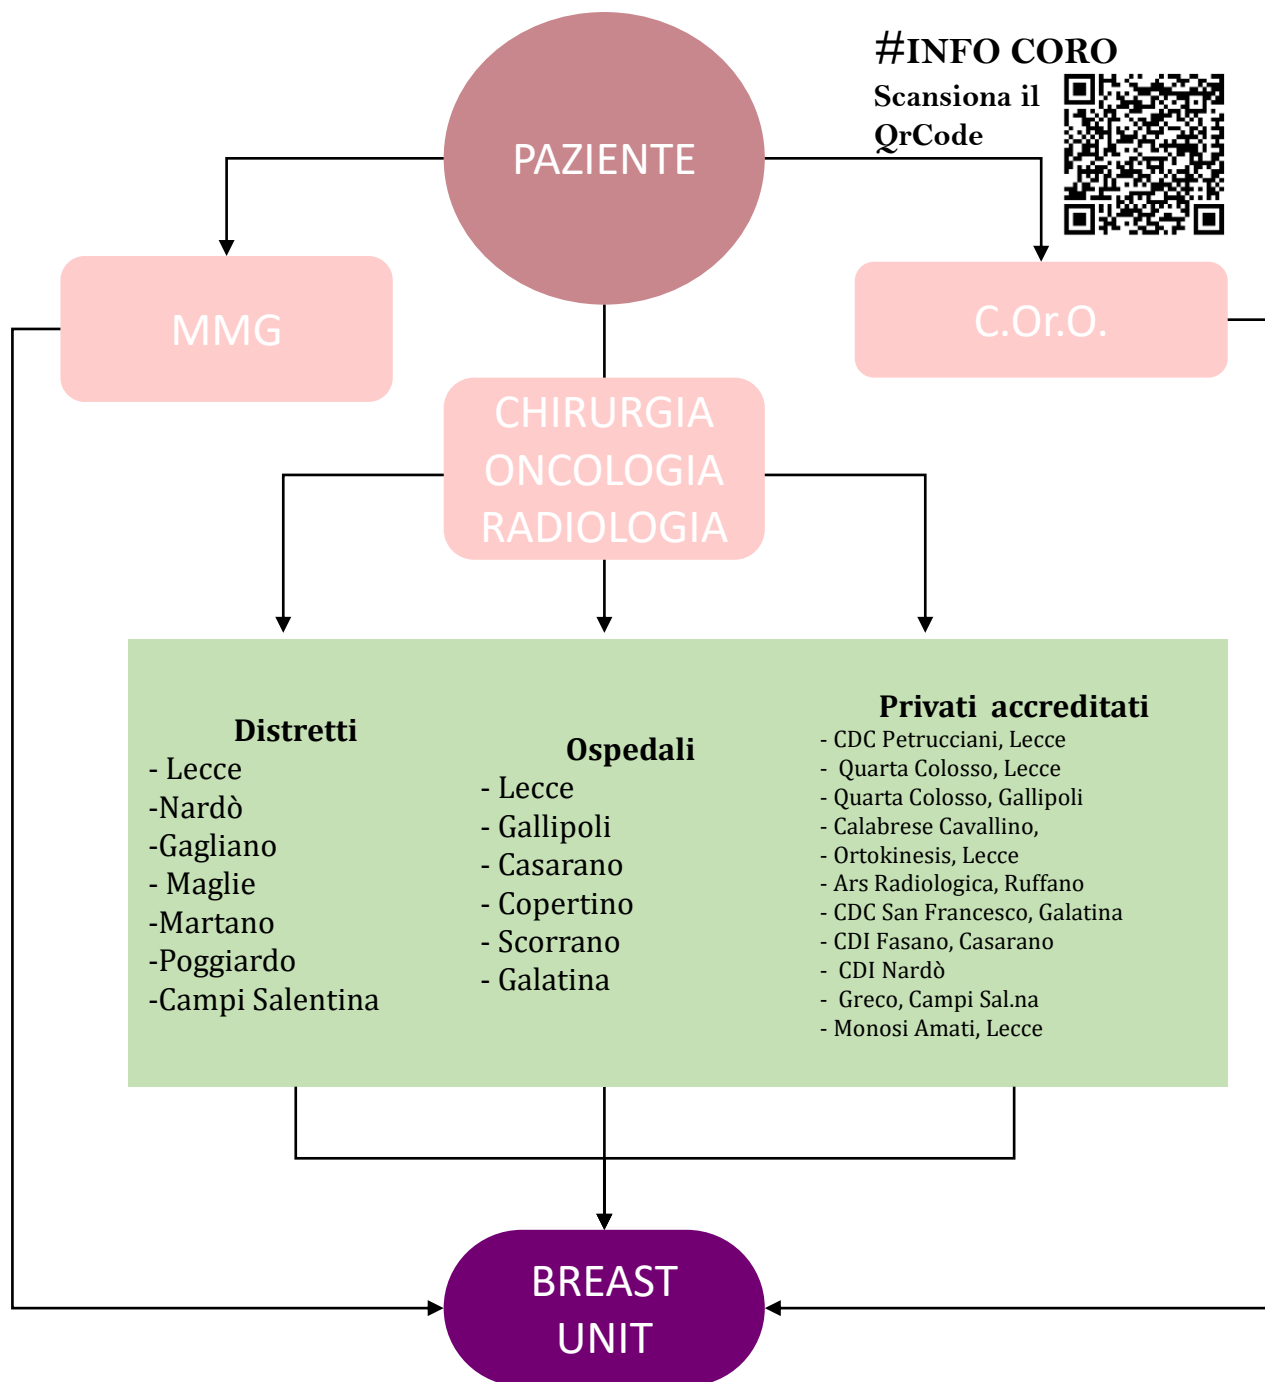 #INFO CORO
Scansiona il
QrCode
PAZIENTE
MMG
C.Or.O.
CHIRURGIA
ONCOLOGIA
RADIOLOGIA
Distretti
- Lecce
-Nardò
-Gagliano
- Maglie
-Martano
-Poggiardo
-Campi Salentina
Ospedali
- Lecce
- Gallipoli
- Casarano
- Copertino
- Scorrano
- Galatina
Privati accreditati
- CDC Petrucciani, Lecce
- Quarta Colosso, Lecce
- Quarta Colosso, Gallipoli
- Calabrese Cavallino,
- Ortokinesis, Lecce
- Ars Radiologica, Ruffano
- CDC San Francesco, Galatina
- CDI Fasano, Casarano
- CDI Nardò
- Greco, Campi Sal.na
- Monosi Amati, Lecce
BREAST
UNIT